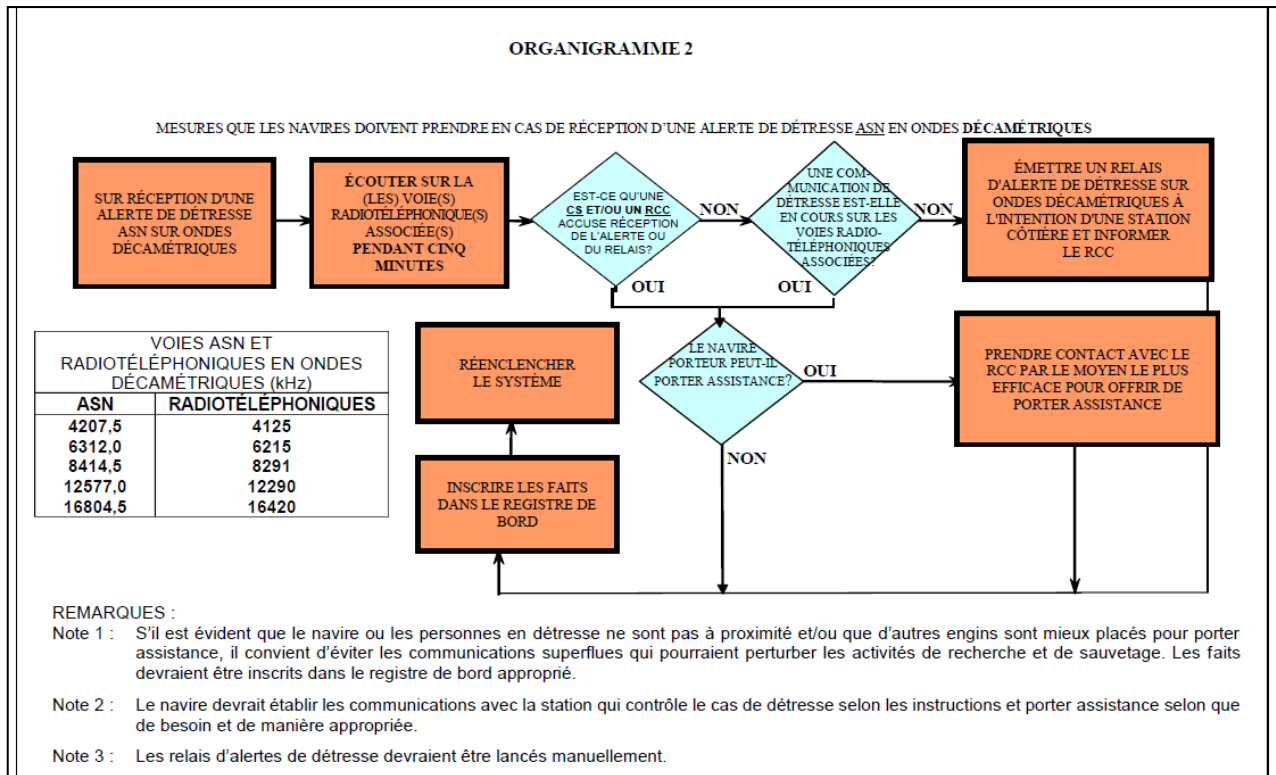 ORGANIGRAMME 2
MESURES QUE LES NAVIRES DOIVENT PRENDRE EN CAS DE RÉCEPTION D'UNE ALERTE DE DÉTRESSE ASN EN ONDES DÉCAMÉTRIQUES
SUR RÉCEPTION D'UNE
ALERTE DE DÉTRESSE
ASN SUR ONDES
DÉCAMÉTRIQUES
ÉCOUTER SUR LA
(LES) VOIE(S)
RADIOTÉLÉPHONIQUE(S)
ASSOCIÉE(S)
PENDANT CINQ
MINUTES
EST-CE QU'UNE
CS ET/OU UN RCC
ACCUSE RÉCEPTION
DE L'ALERTE OU
DU RELAIS?
NON
OUI
UNE COM-
MUNICATION DE
DÉTRESSE EST-ELLE
EN COURS SUR LES
VOIES RADIO-
TÉLÉPHONIQUES
ASSOCIÉES?
NON
OUI
ÉMETTRE UN RELAIS
D'ALERTE DE DÉTRESSE SUR
ONDES DÉCAMÉTRIQUES À
L'INTENTION D'UNE STATION
CÔTIÈRE ET INFORMER
LE RCC
LE NAVIRE
PORTEUR PEUT-IL
PORTER ASSISTANCE?
OUI
NON
PRENDRE CONTACT AVEC LE
RCC PAR LE MOYEN LE PLUS
EFFICACE POUR OFFRIR DE
PORTER ASSISTANCE
RÉENCLENCHER
LE SYSTÈME
INSCRIRE LES FAITS
DANS LE REGISTRE DE
BORD
VOIES ASN ET
RADIOTÉLÉPHONIQUES EN ONDES
DÉCAMÉTRIQUES (kHz)
ASN RADIOTÉLÉPHONIQUES
4207,5 4125
6312,0 6215
8414,5 8291
12577,0 12290
16804,5 16420
REMARQUES :
Note 1 : S'il est évident que le navire ou les personnes en détresse ne sont pas à proximité et/ou que d'autres engins sont mieux placés pour porter
assistance, il convient d'éviter les communications superflues qui pourraient perturber les activités de recherche et de sauvetage. Les faits
devraient être inscrits dans le registre de bord approprié.
Note 2 : Le navire devrait établir les communications avec la station qui contrôle le cas de détresse selon les instructions et porter assistance selon que
de besoin et de manière appropriée.
Note 3 : Les relais d'alertes de détresse devraient être lancés manuellement.